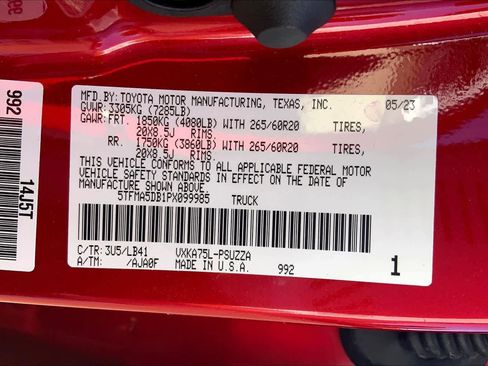 MFD.BY: TOYOTA MOTOR MANUFACTURING, TEXAS, INC. 05/23
GVWR: 3305KG (7285LB)
GAWR: FRT. 1850KG (4080LB) WITH 265/60R20 TIRES,
20X8.5J RIMS.
RR. 1750KG (3860LB) WITH 265/60R20 TIRES,
20X8.5J RIMS.
THIS VEHICLE CONFORMS TO ALL APPLICABLE FEDERAL MOTOR
VEHICLE SAFETY STANDARDS IN EFFECT ON THE DATE OF
MANUFACTURE SHOWN ABOVE.
5TFMA5DB1PX099985 TRUCK
C/TR: 3U5/LB41 VXKA75L-PSUZZA
A/TM: /AJA0F MADE IN U.S.A. 992 1
992
14J5T